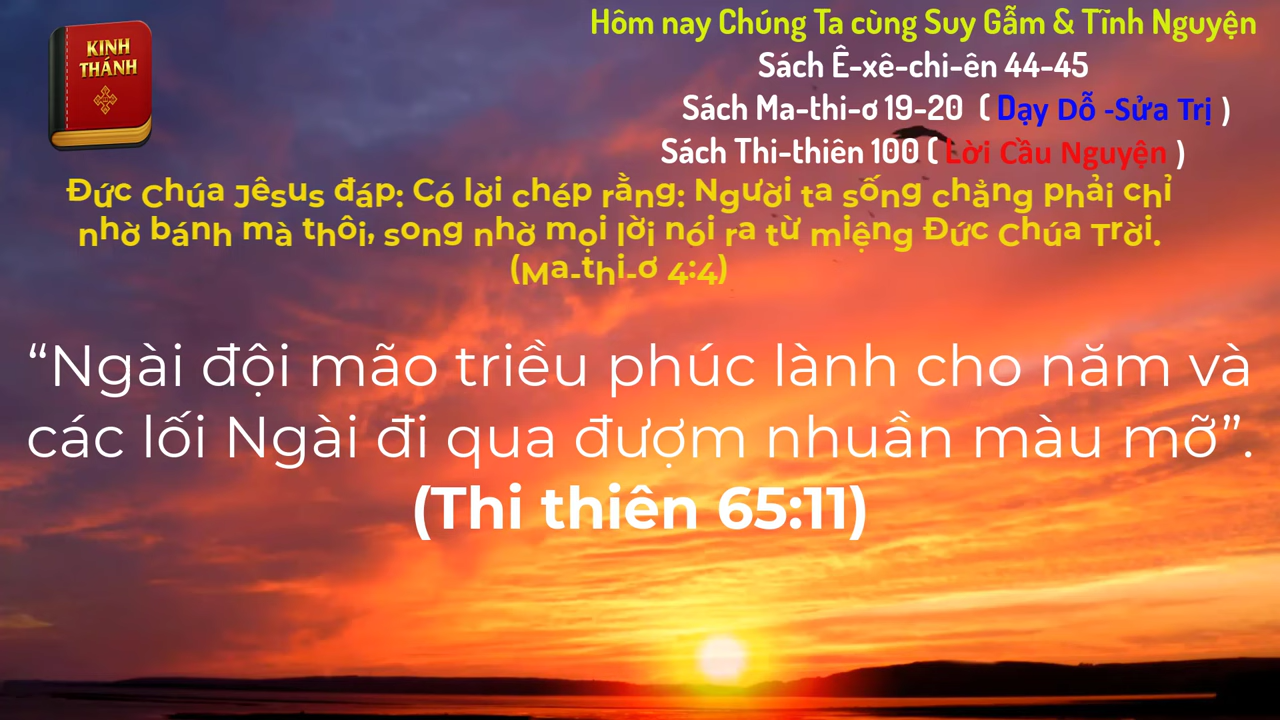 KINH
THÁNH
Hôm nay Chúng Ta cùng Suy Gẫm & Tĩnh Nguyện
Sách Ê-xê-chi-ên 44-45
Sách Ma-thi-ơ 19-20 ( Dạy Dỗ -Sửa Trị )
Sách Thi-thiên 100 ( Lời Cầu Nguyện )
Đức Chúa Jêsus đáp: Có lời chép rằng: Người ta sống chẳng phải chỉ
nhờ bánh mà thôi, song nhờ mọi lời nói ra từ miệng Đức Chúa Trời.
(Ma-thi-ơ 4:4)
“Ngài đội mão triều phúc lành cho năm và
các lối Ngài đi qua đượm nhuần màu mỡ”.
(Thi thiên 65:11)